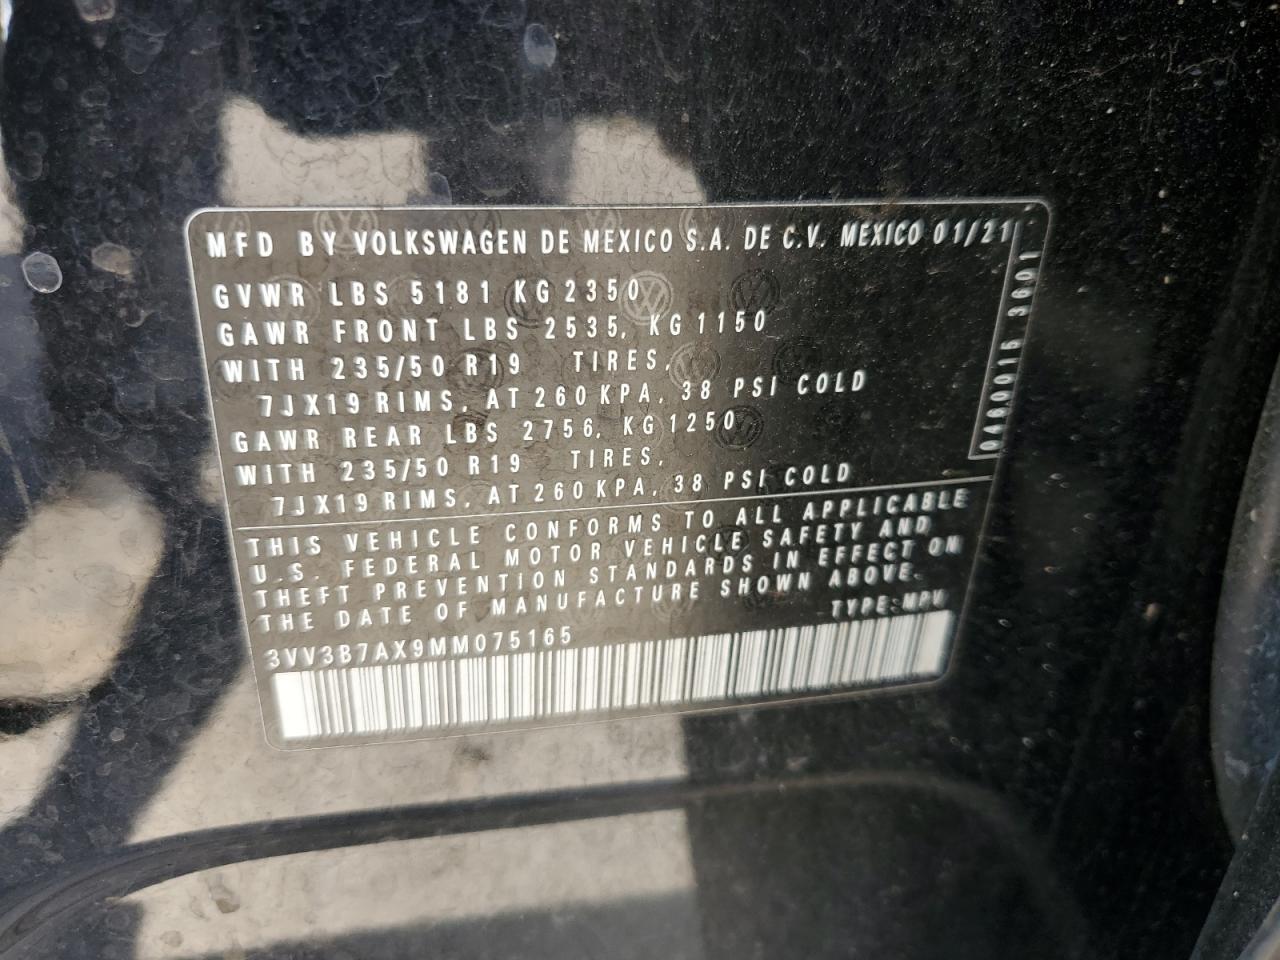 MFD BY VOLKSWAGEN DE MEXICO S.A. DE C.V. MEXICO 01/21
GVWR LBS 5181 KG 2350
GAWR FRONT LBS 2535, KG 1150
WITH 235/50 R19 TIRES,
7JX19 RIMS, AT 260 KPA, 38 PSI COLD
GAWR REAR LBS 2756, KG 1250
WITH 235/50 R19 TIRES,
7JX19 RIMS, AT 260 KPA, 38 PSI COLD
THIS VEHICLE CONFORMS TO ALL APPLICABLE
U.S. FEDERAL MOTOR VEHICLE SAFETY AND
THEFT PREVENTION STANDARDS IN EFFECT ON
THE DATE OF MANUFACTURE SHOWN ABOVE.
TYPE: MPV
3VV3B7AX9MM075165